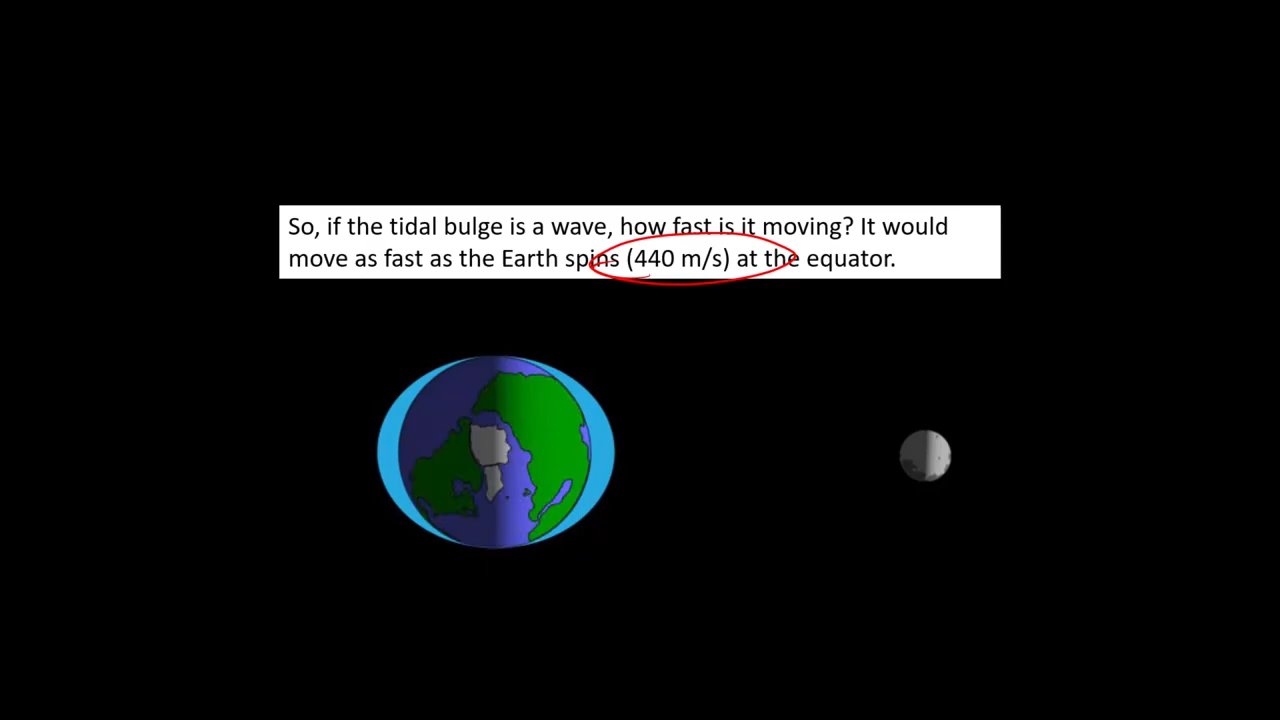 So, if the tidal bulge is a wave, how fast is it moving? It would
move as fast as the Earth spins (440 m/s) at the equator.